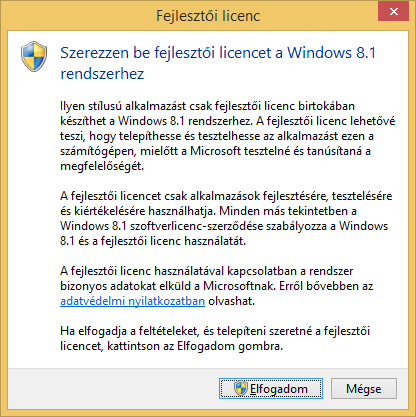 Fejlesztői licenc
Szerezzen be fejlesztői licencet a Windows 8.1
rendszerhez
Ilyen stílusú alkalmazást csak fejlesztői licenc birtokában
készíthet a Windows 8.1 rendszerhez. A fejlesztői licenc lehetővé
teszi, hogy telepíthesse és tesztelhesse az alkalmazást ezen a
számítógépen, mielőtt a Microsoft tesztelné és tanúsítaná a
megfelelőségét.
A fejlesztői licencet csak alkalmazások fejlesztésére, tesztelésére
és kiértékelésére használhatja. Minden más tekintetben a
Windows 8.1 szoftverlicenc-szerződése szabályozza a Windows
8.1 és a fejlesztői licenc használatát.
A fejlesztői licenc használatával kapcsolatban a rendszer
bizonyos adatokat elküld a Microsoftnak. Erről bővebben az
adatvédelmi nyilatkozatban olvashat.
Ha elfogadja a feltételeket, és telepíteni szeretné a fejlesztői
licencet, kattintson az Elfogadom gombra.
Elfogadom
Mégse